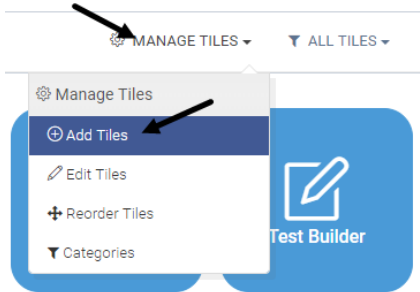 MANAGE TILES ALL TILES
Manage Tiles
Add Tiles
Edit Tiles
Reorder Tiles
Categories
Test Builder